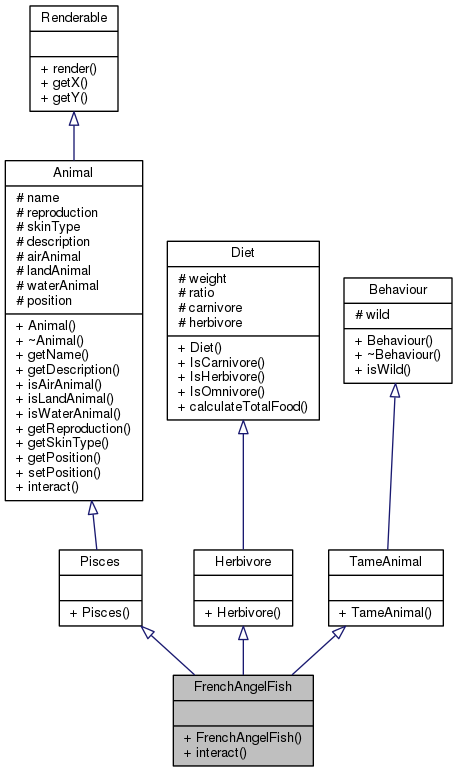 Renderable
+ render()
+ getX()
+ getY()
Animal
# name
# reproduction
# skinType
# description
# airAnimal
# landAnimal
# waterAnimal
# position
+ Animal()
+ ~Animal()
+ getName()
+ getDescription()
+ isAirAnimal()
+ isLandAnimal()
+ isWaterAnimal()
+ getReproduction()
+ getSkinType()
+ getPosition()
+ setPosition()
+ interact()
Diet
# weight
# ratio
# carnivore
# herbivore
+ Diet()
+ IsCarnivore()
+ IsHerbivore()
+ IsOmnivore()
+ calculateTotalFood()
Behaviour
# wild
+ Behaviour()
+ ~Behaviour()
+ isWild()
Pisces
+ Pisces()
Herbivore
+ Herbivore()
TameAnimal
+ TameAnimal()
FrenchAngelFish
+ FrenchAngelFish()
+ interact()